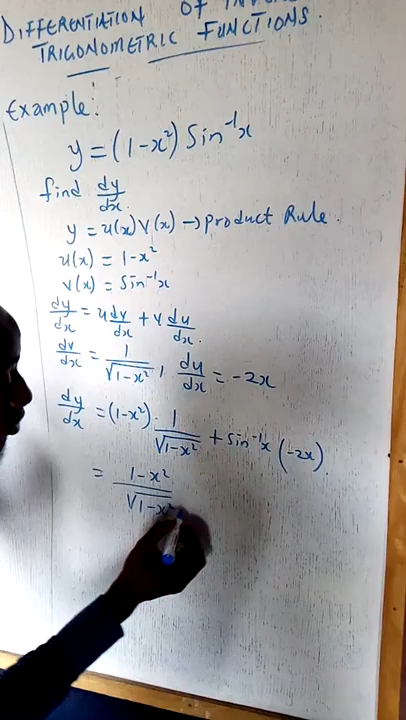 DIFFERENTIATION OF
TRIGONOMETRIC FUNCTIONS.
Example:
y = (1-x²) Sin⁻¹x
find dy/dx.
y = u(x) v(x) → product Rule.
u(x) = 1-x²
v(x) = Sin⁻¹x
dy/dx = u dv/dx + v du/dx.
dv/dx = 1/√(1-x²) , du/dx = -2x
dy/dx = (1-x²) . 1/√(1-x²) + Sin⁻¹x (-2x).
= 1-x²/√(1-x²)